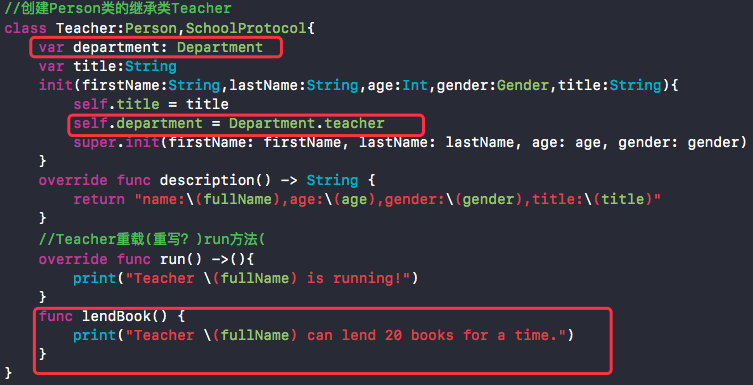 //创建Person类的继承类Teacher
class Teacher:Person,SchoolProtocol{
    var department: Department
    var title:String
    init(firstName:String,lastName:String,age:Int,gender:Gender,title:String){
        self.title = title
        self.department = Department.teacher
        super.init(firstName: firstName, lastName: lastName, age: age, gender: gender)
    }
    override func description() -> String {
        return "name:\(fullName),age:\(age),gender:\(gender),title:\(title)"
    }
    //Teacher重载(重写？)run方法(
    override func run() ->(){
        print("Teacher \(fullName) is running!")
    }
    func lendBook() {
        print("Teacher \(fullName) can lend 20 books for a time.")
    }
}